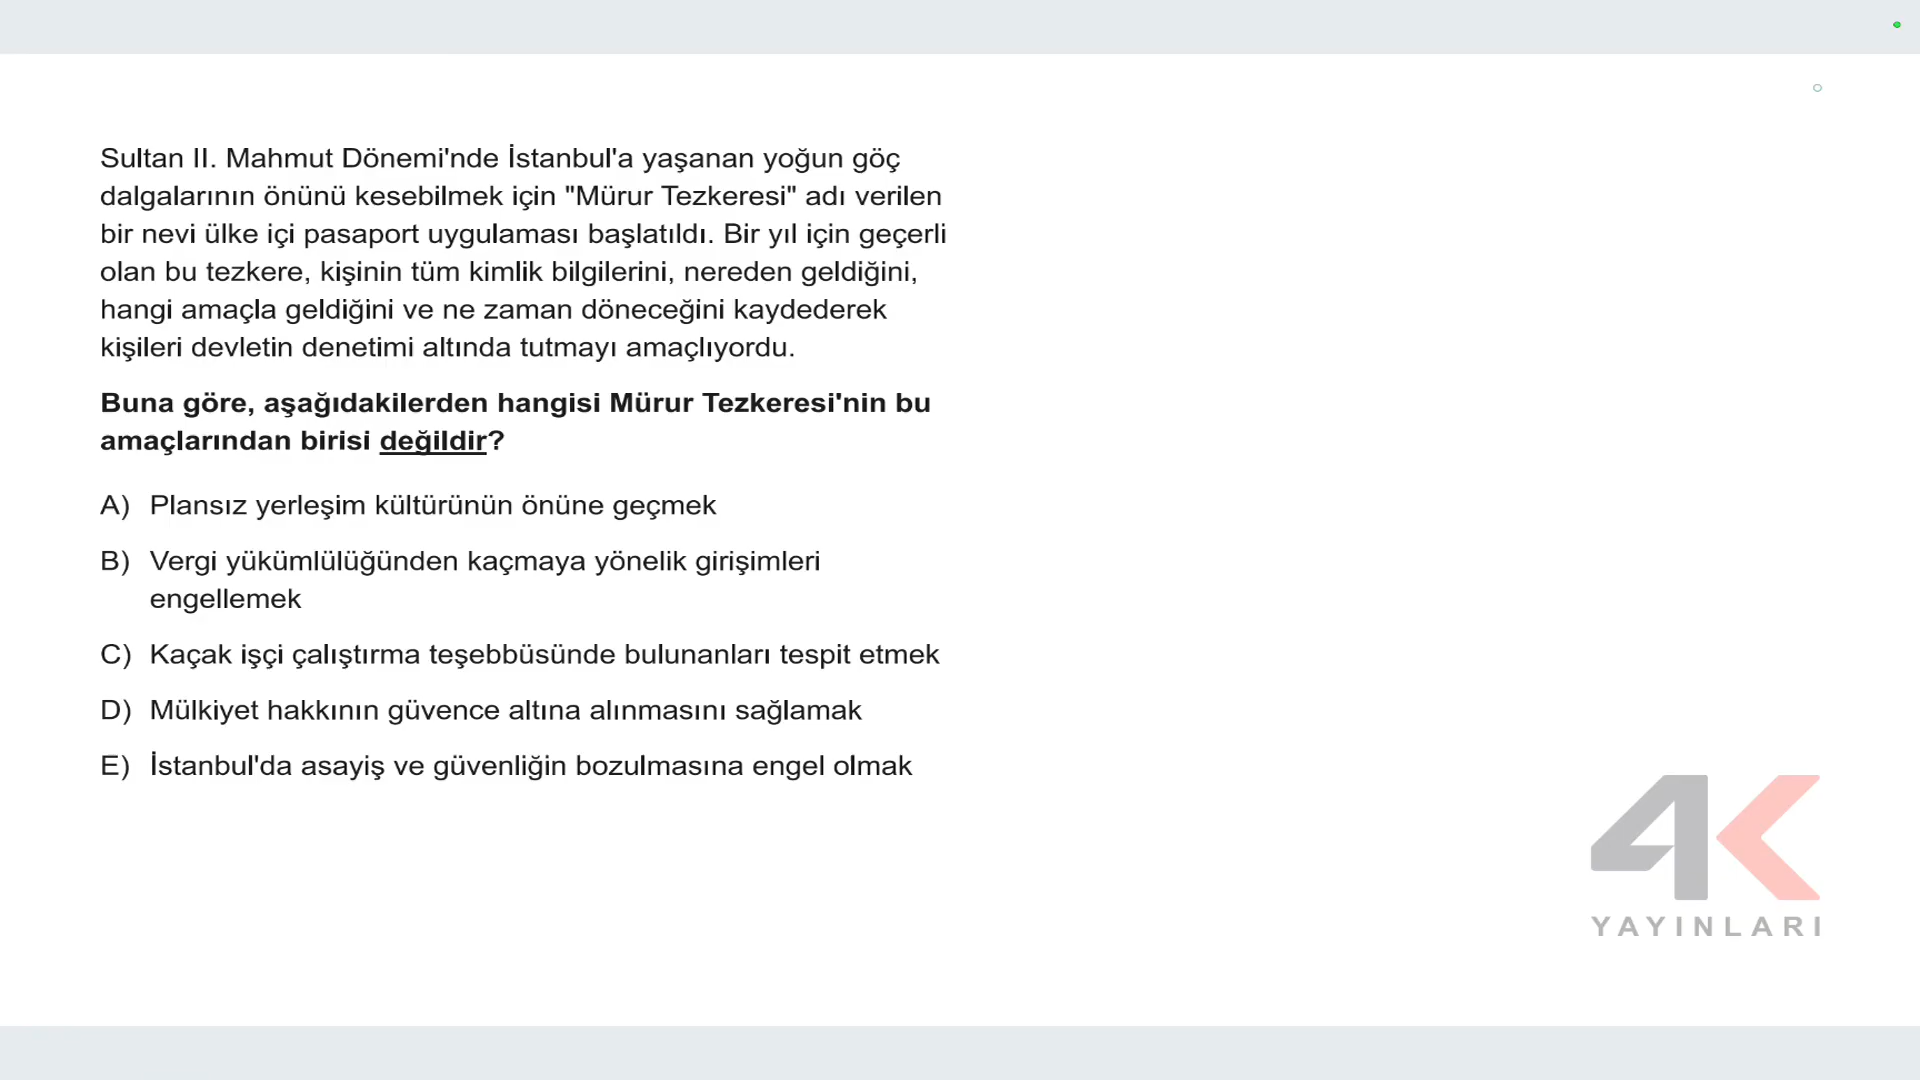 Sultan II. Mahmut Dönemi'nde İstanbul'a yaşanan yoğun göç
dalgalarının önünü kesebilmek için "Mürur Tezkeresi" adı verilen
bir nevi ülke içi pasaport uygulaması başlatıldı. Bir yıl için geçerli
olan bu tezkere, kişinin tüm kimlik bilgilerini, nereden geldiğini,
hangi amaçla geldiğini ve ne zaman döneceğini kaydederek
kişileri devletin denetimi altında tutmayı amaçlıyordu.
Buna göre, aşağıdakilerden hangisi Mürur Tezkeresi'nin bu
amaçlarından birisi değildir?
A) Plansız yerleşim kültürünün önüne geçmek
B) Vergi yükümlülüğünden kaçmaya yönelik girişimleri
engellemek
C) Kaçak işçi çalıştırma teşebbüsünde bulunanları tespit etmek
D) Mülkiyet hakkının güvence altına alınmasını sağlamak
E) İstanbul'da asayiş ve güvenliğin bozulmasına engel olmak
4K
YAYINLARI